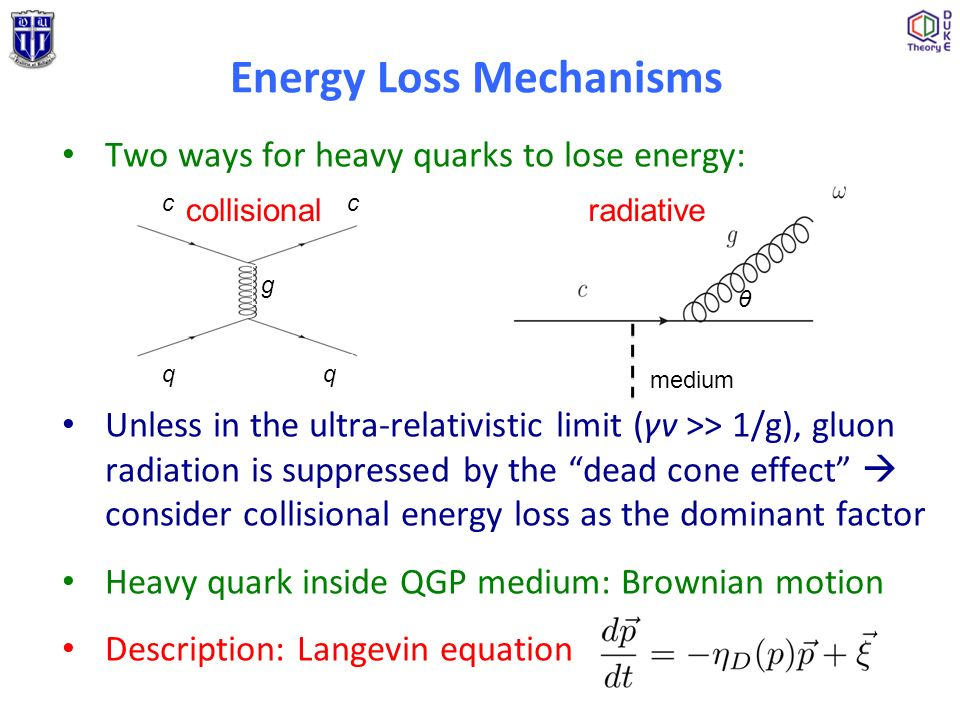 D U
DUKE
Theory
Energy Loss Mechanisms
• Two ways for heavy quarks to lose energy:
c collisional c radiative ω
g
g c θ
q q medium
• Unless in the ultra-relativistic limit (γv >> 1/g), gluon
radiation is suppressed by the “dead cone effect” →
consider collisional energy loss as the dominant factor
• Heavy quark inside QGP medium: Brownian motion
• Description: Langevin equation $\frac{d\vec{p}}{dt} = -\eta_D(p)\vec{p} + \vec{\xi}$